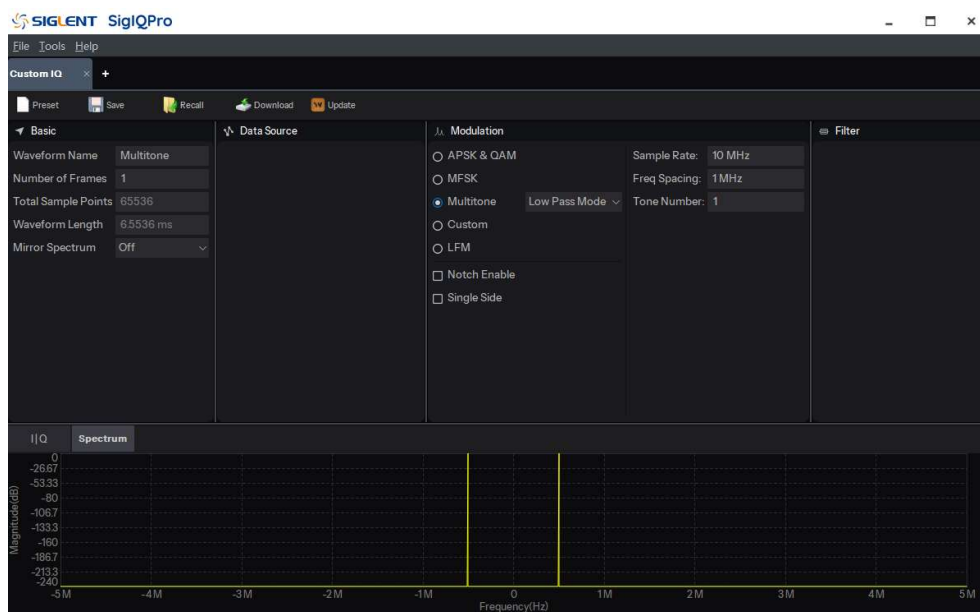 SIGLENT SigIQPro
File Tools Help
Custom IQ × +
Preset Save Recall Download Update
Basic Data Source Modulation Filter
Waveform Name Multitone APSK & QAM Sample Rate: 10 MHz
Number of Frames 1 MFSK Freq Spacing: 1 MHz
Total Sample Points 65536 Multitone Low Pass Mode Tone Number: 1
Waveform Length 6.5536 ms Custom
Mirror Spectrum Off LFM
Notch Enable
Single Side
I|Q Spectrum
0
-26.67
-53.33
-80
-106.7
-133.3
-160
-186.7
-213.3
-240
Magnitude(dB)
-5M -4M -3M -2M -1M 0 1M 2M 3M 4M 5M
Frequency(Hz)